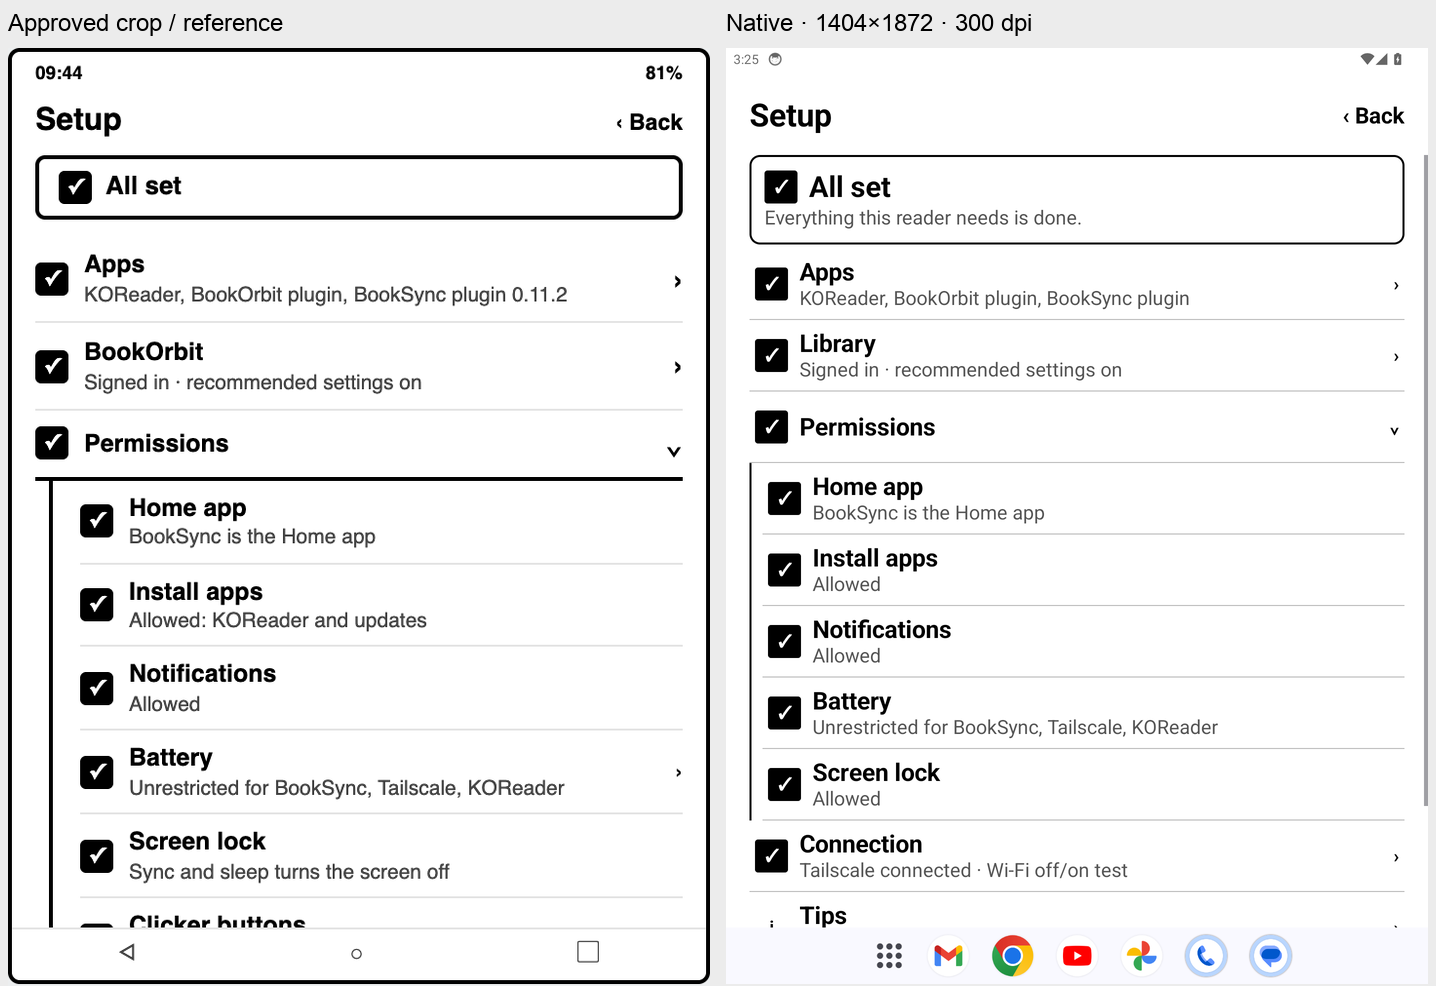 Approved crop / reference
09:44
81%
Setup
‹ Back
All set
Apps
KOReader, BookOrbit plugin, BookSync plugin 0.11.2
BookOrbit
Signed in · recommended settings on
Permissions
Home app
BookSync is the Home app
Install apps
Allowed: KOReader and updates
Notifications
Allowed
Battery
Unrestricted for BookSync, Tailscale, KOReader
Screen lock
Sync and sleep turns the screen off
Clicker buttons
Native · 1404×1872 · 300 dpi
3:25
Setup
‹ Back
All set
Everything this reader needs is done.
Apps
KOReader, BookOrbit plugin, BookSync plugin
Library
Signed in · recommended settings on
Permissions
Home app
BookSync is the Home app
Install apps
Allowed
Notifications
Allowed
Battery
Unrestricted for BookSync, Tailscale, KOReader
Screen lock
Allowed
Connection
Tailscale connected · Wi-Fi off/on test
Tips